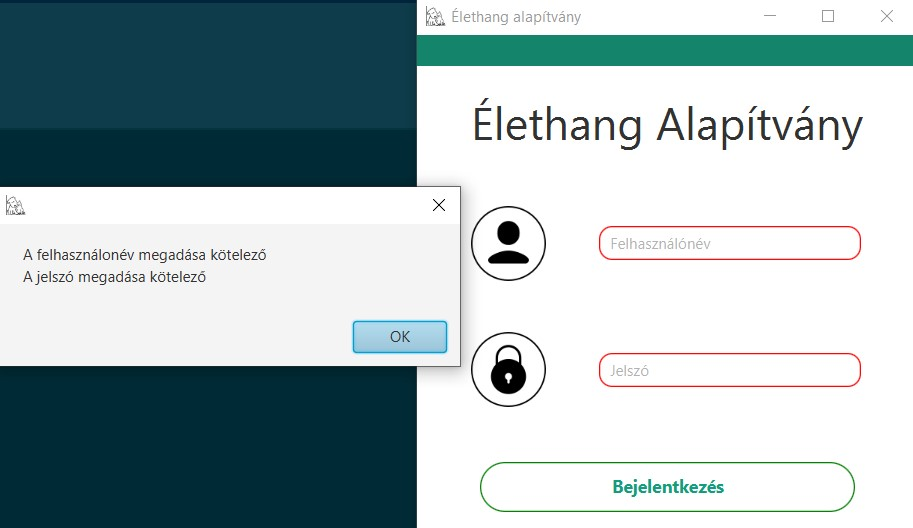 Élethang alapítvány
Élethang Alapítvány
A felhasználónév megadása kötelező
A jelszó megadása kötelező
OK
Felhasználónév
Jelszó
Bejelentkezés